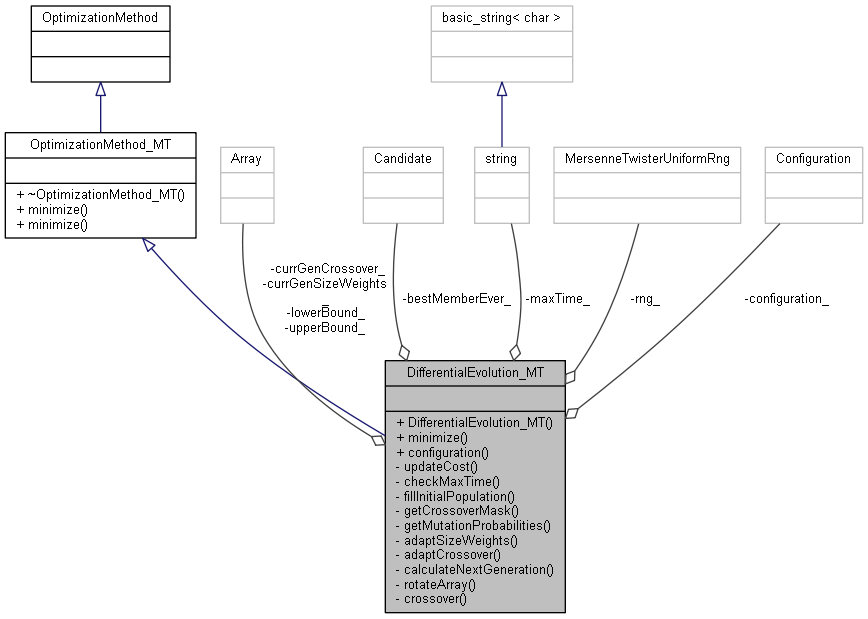 OptimizationMethod
basic_string< char >
OptimizationMethod_MT
+ ~OptimizationMethod_MT()
+ minimize()
+ minimize()
Array
Candidate
string
MersenneTwisterUniformRng
Configuration
-currGenCrossover_
-currGenSizeWeights
_
-lowerBound_
-upperBound_
-bestMemberEver_
-maxTime_
-rng_
-configuration_
DifferentialEvolution_MT
+ DifferentialEvolution_MT()
+ minimize()
+ configuration()
- updateCost()
- checkMaxTime()
- fillInitialPopulation()
- getCrossoverMask()
- getMutationProbabilities()
- adaptSizeWeights()
- adaptCrossover()
- calculateNextGeneration()
- rotateArray()
- crossover()